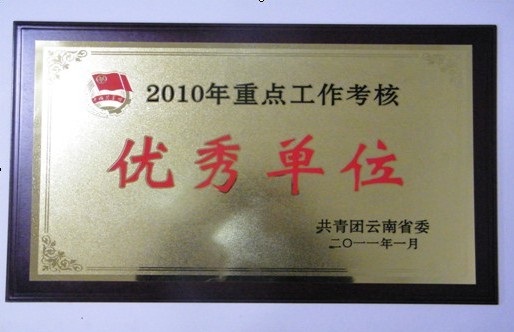 2010年重点工作考核
优秀单位
共青团云南省委
二〇一一年一月